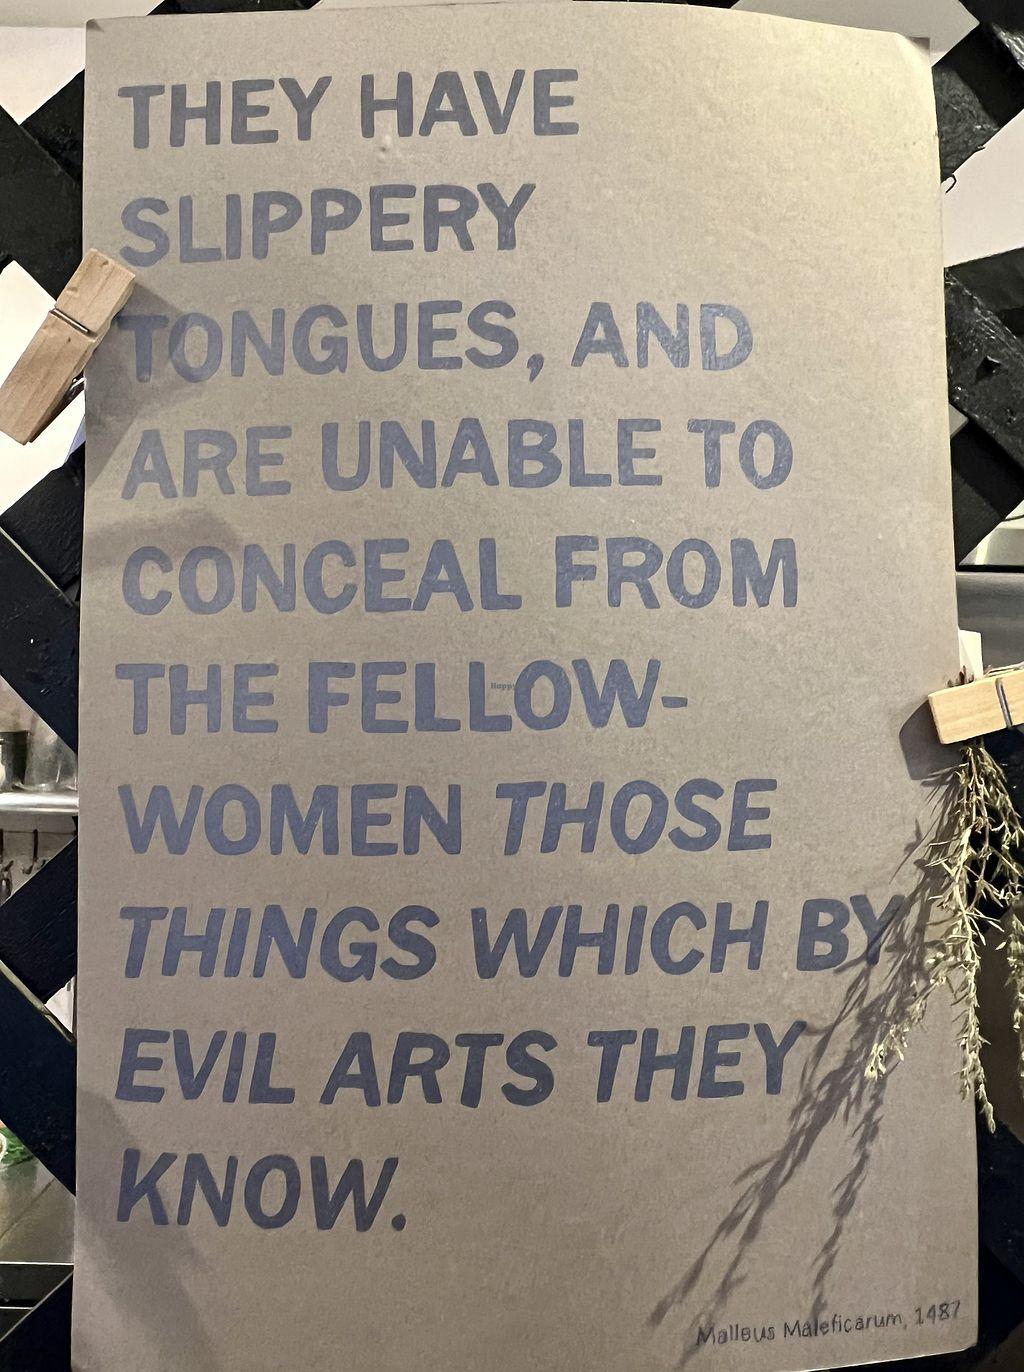 THEY HAVE
SLIPPERY
TONGUES, AND
ARE UNABLE TO
CONCEAL FROM
THE FELLOW-
WOMEN THOSE
THINGS WHICH BY
EVIL ARTS THEY
KNOW.
Malleus Maleficarum, 1487